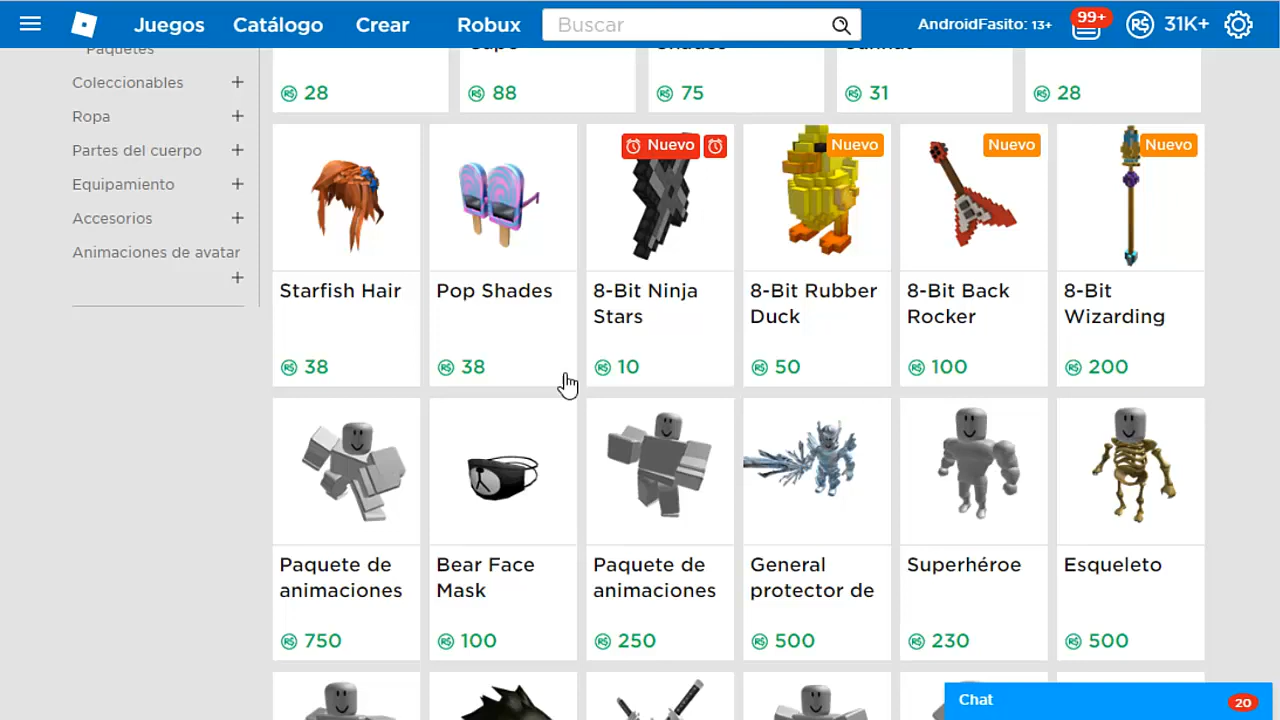 Juegos Catálogo Crear Robux Buscar AndroidFasito: 13+ 99+ 31K+
Paquetes
Coleccionables +
Ropa +
Partes del cuerpo +
Equipamiento +
Accesorios +
Animaciones de avatar
+
28 88 75 31 28
Nuevo Nuevo Nuevo Nuevo
Starfish Hair
38
Pop Shades
38
8-Bit Ninja
Stars
10
8-Bit Rubber
Duck
50
8-Bit Back
Rocker
100
8-Bit
Wizarding
200
Paquete de
animaciones
750
Bear Face
Mask
100
Paquete de
animaciones
250
General
protector de
500
Superhéroe
230
Esqueleto
500
Chat 20